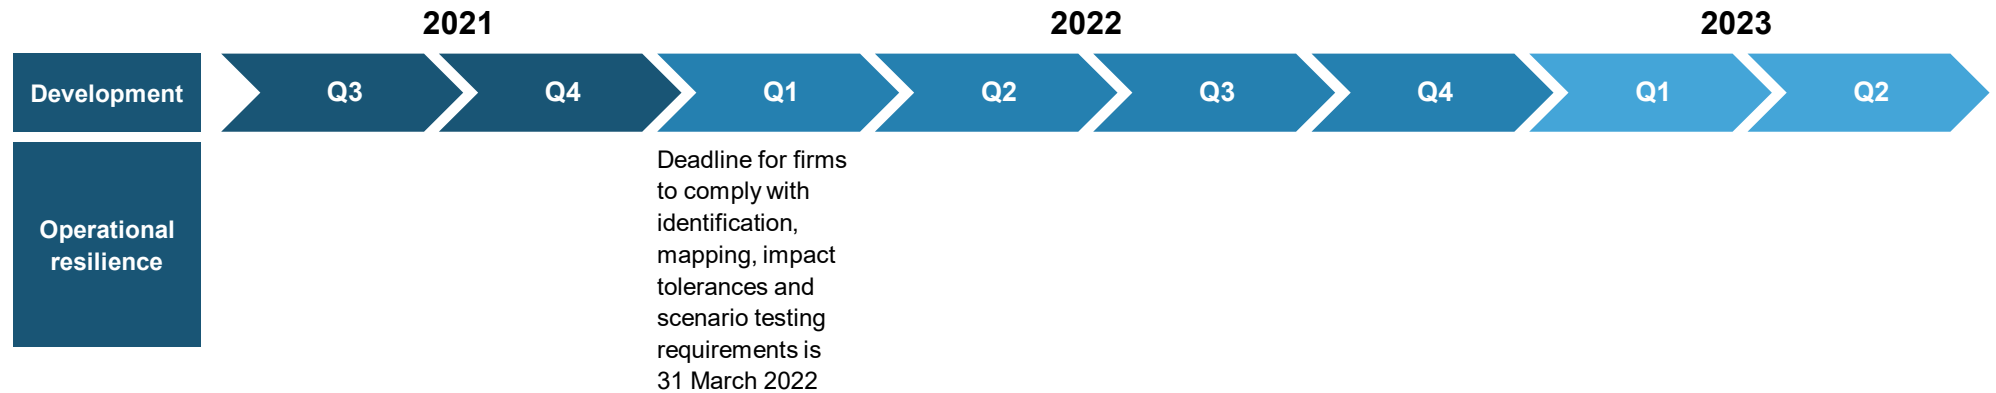 2021 2022 2023
Development Q3 Q4 Q1 Q2 Q3 Q4 Q1 Q2
Operational
resilience
Deadline for firms
to comply with
identification,
mapping, impact
tolerances and
scenario testing
requirements is
31 March 2022